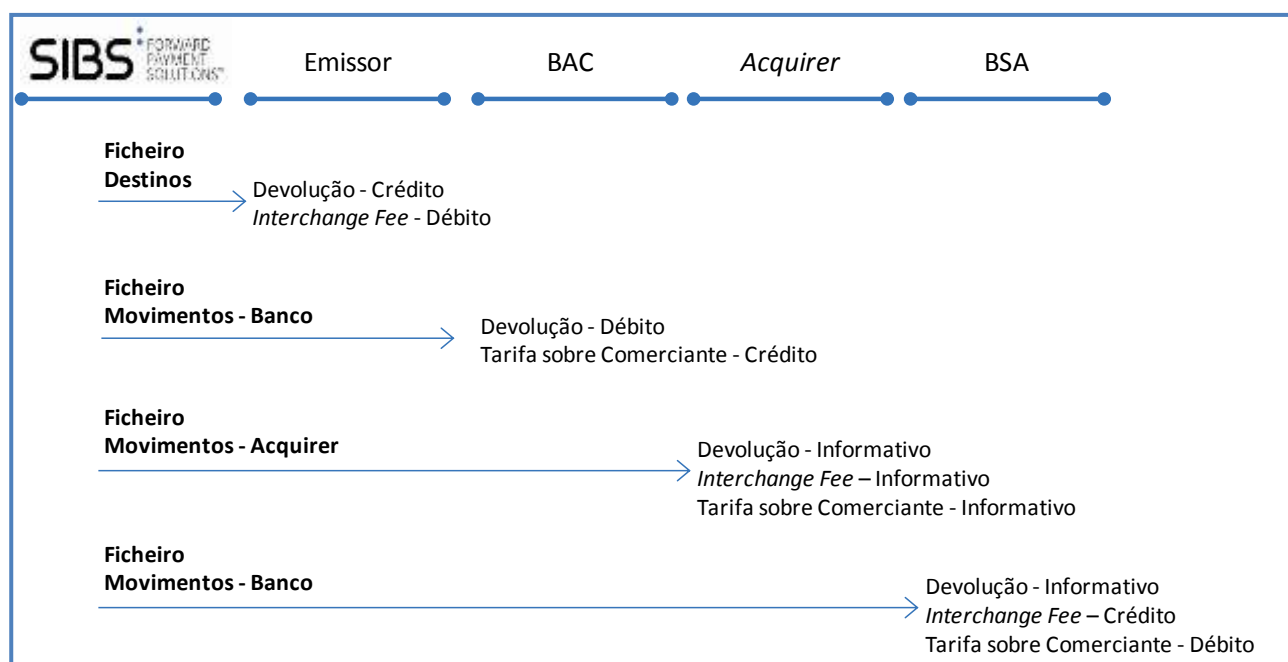 SIBS FORWARD PAYMENT SOLUTIONS™
Emissor
BAC
Acquirer
BSA
Ficheiro
Destinos
Devolução - Crédito
Interchange Fee - Débito
Ficheiro
Movimentos - Banco
Devolução - Débito
Tarifa sobre Comerciante - Crédito
Ficheiro
Movimentos - Acquirer
Devolução - Informativo
Interchange Fee – Informativo
Tarifa sobre Comerciante - Informativo
Ficheiro
Movimentos - Banco
Devolução - Informativo
Interchange Fee – Crédito
Tarifa sobre Comerciante - Débito